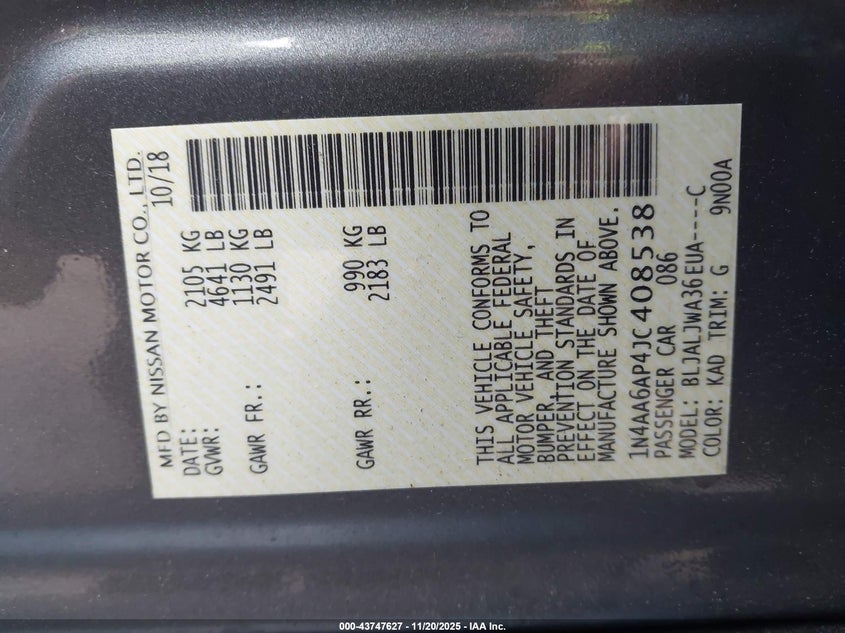 MFD BY NISSAN MOTOR CO., LTD.
DATE: 10/18
GVWR: 2105 KG
4641 LB
GAWR FR.: 1130 KG
2491 LB
GAWR RR.: 990 KG
2183 LB
THIS VEHICLE CONFORMS TO
ALL APPLICABLE FEDERAL
MOTOR VEHICLE SAFETY,
BUMPER, AND THEFT
PREVENTION STANDARDS IN
EFFECT ON THE DATE OF
MANUFACTURE SHOWN ABOVE.
1N4AA6AP4JC408538
PASSENGER CAR 086
MODEL: BLJALJWA36EUA----C
COLOR: KAD TRIM: G 9N00A
000-43747627 - 11/20/2025 - IAA Inc.